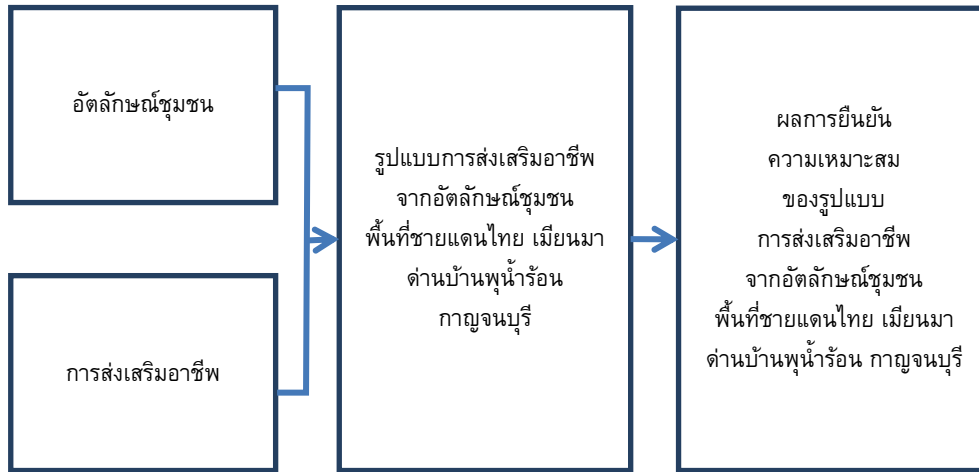 อัตลักษณ์ชุมชน
การส่งเสริมอาชีพ
รูปแบบการส่งเสริมอาชีพ
จากอัตลักษณ์ชุมชน
พื้นที่ชายแดนไทย เมียนมา
ด่านบ้านพุน้ำร้อน
กาญจนบุรี
ผลการยืนยัน
ความเหมาะสม
ของรูปแบบ
การส่งเสริมอาชีพ
จากอัตลักษณ์ชุมชน
พื้นที่ชายแดนไทย เมียนมา
ด่านบ้านพุน้ำร้อน กาญจนบุรี